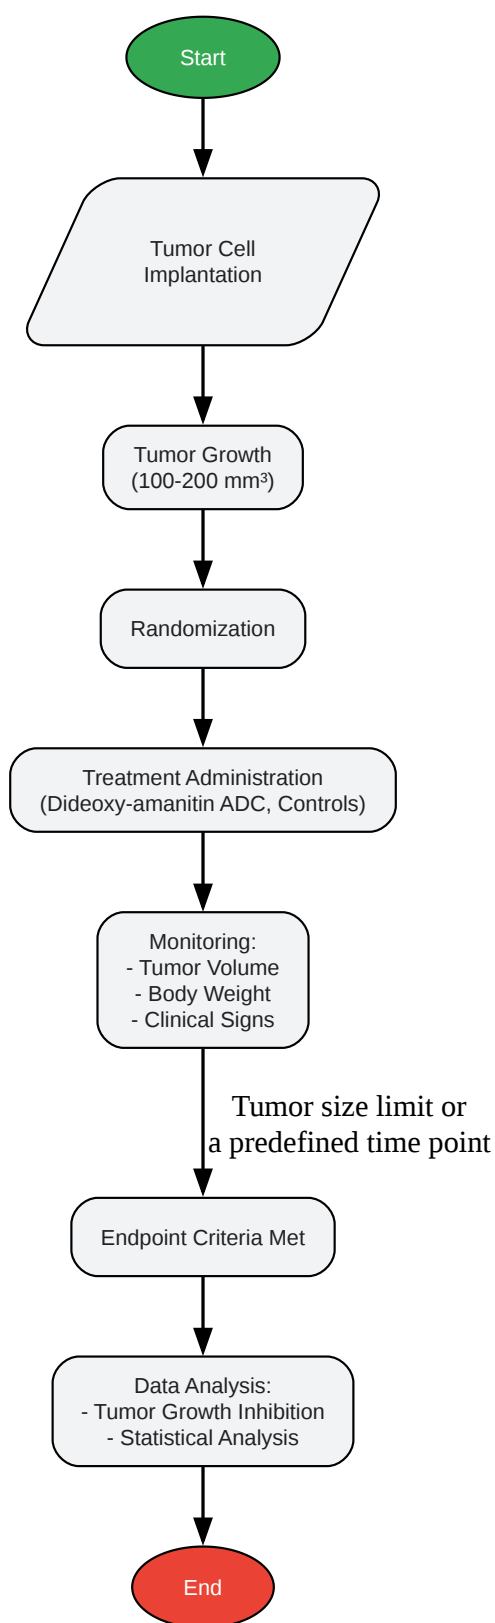 Start
Tumor Cell
Implantation
Tumor Growth
(100-200 mm³)
Randomization
Treatment Administration
(Dideoxy-amanitin ADC, Controls)
Monitoring:
- Tumor Volume
- Body Weight
- Clinical Signs
Tumor size limit or
a predefined time point
Endpoint Criteria Met
Data Analysis:
- Tumor Growth Inhibition
- Statistical Analysis
End